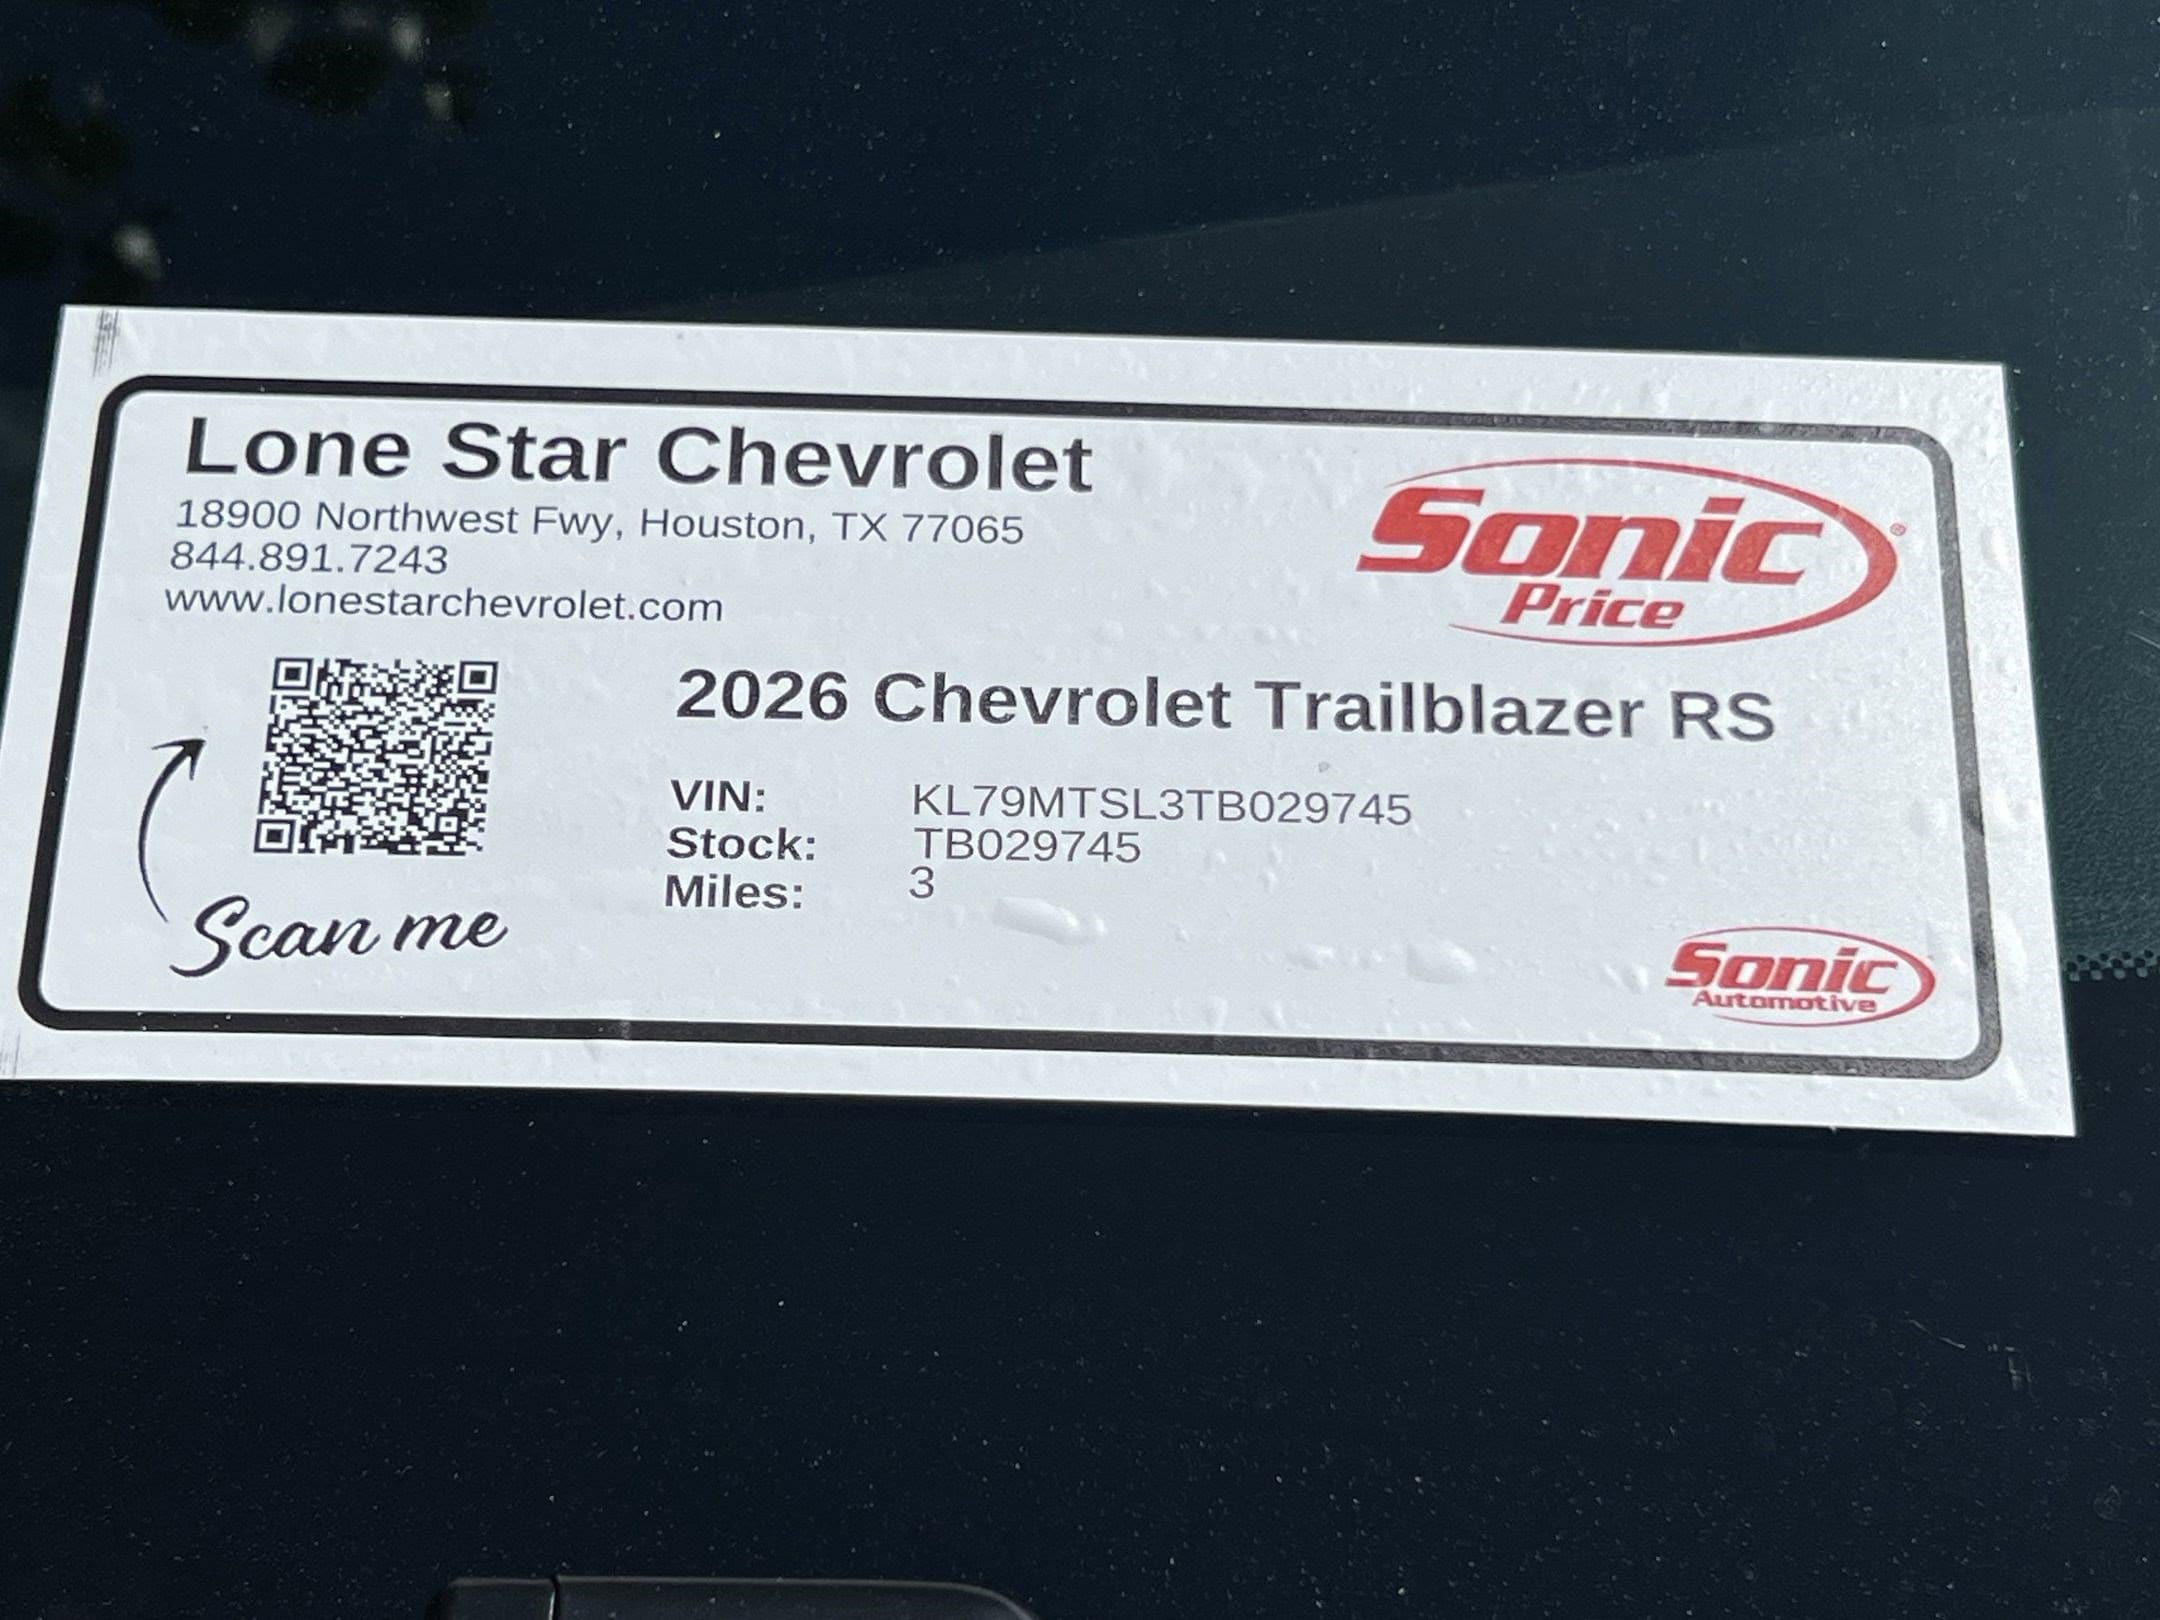 Lone Star Chevrolet
18900 Northwest Fwy, Houston, TX 77065
844.891.7243
www.lonestarchevrolet.com
Sonic®
Price
2026 Chevrolet Trailblazer RS
VIN: KL79MTSL3TB029745
Stock: TB029745
Miles: 3
Scan me
Sonic
Automotive